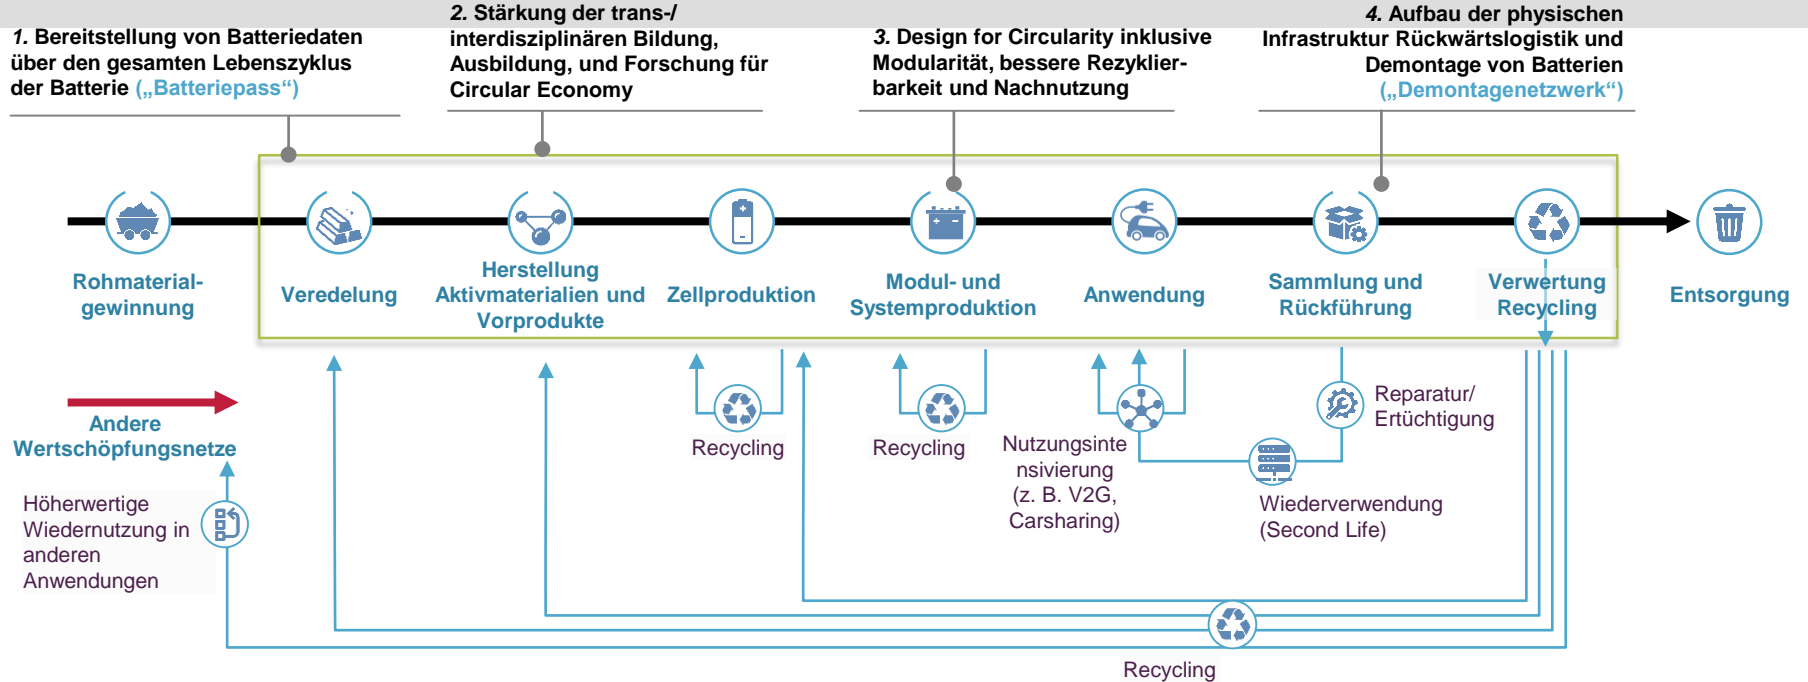 1. Bereitstellung von Batteriedaten
über den gesamten Lebenszyklus
der Batterie („Batteriepass“)
2. Stärkung der trans-/
interdisziplinären Bildung,
Ausbildung, und Forschung für
Circular Economy
3. Design for Circularity inklusive
Modularität, bessere Rezyklier-
barkeit und Nachnutzung
4. Aufbau der physischen
Infrastruktur Rückwärtslogistik und
Demontage von Batterien
(„Demontagenetzwerk“)
Rohmaterial-
gewinnung
Veredelung
Herstellung
Aktivmaterialien und
Vorprodukte
Zellproduktion
Modul- und
Systemproduktion
Anwendung
Sammlung und
Rückführung
Verwertung
Recycling
Entsorgung
Andere
Wertschöpfungsnetze
Höherwertige
Wiedernutzung in
anderen
Anwendungen
Recycling
Recycling
Nutzungsinte
nsivierung
(z. B. V2G,
Carsharing)
Reparatur/
Ertüchtigung
Wiederverwendung
(Second Life)
Recycling